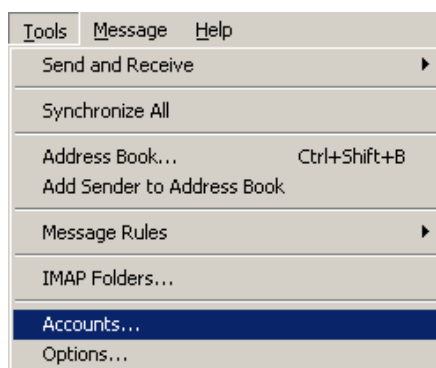 Tools Message Help
Send and Receive
Synchronize All
Address Book... Ctrl+Shift+B
Add Sender to Address Book
Message Rules
IMAP Folders...
Accounts...
Options...